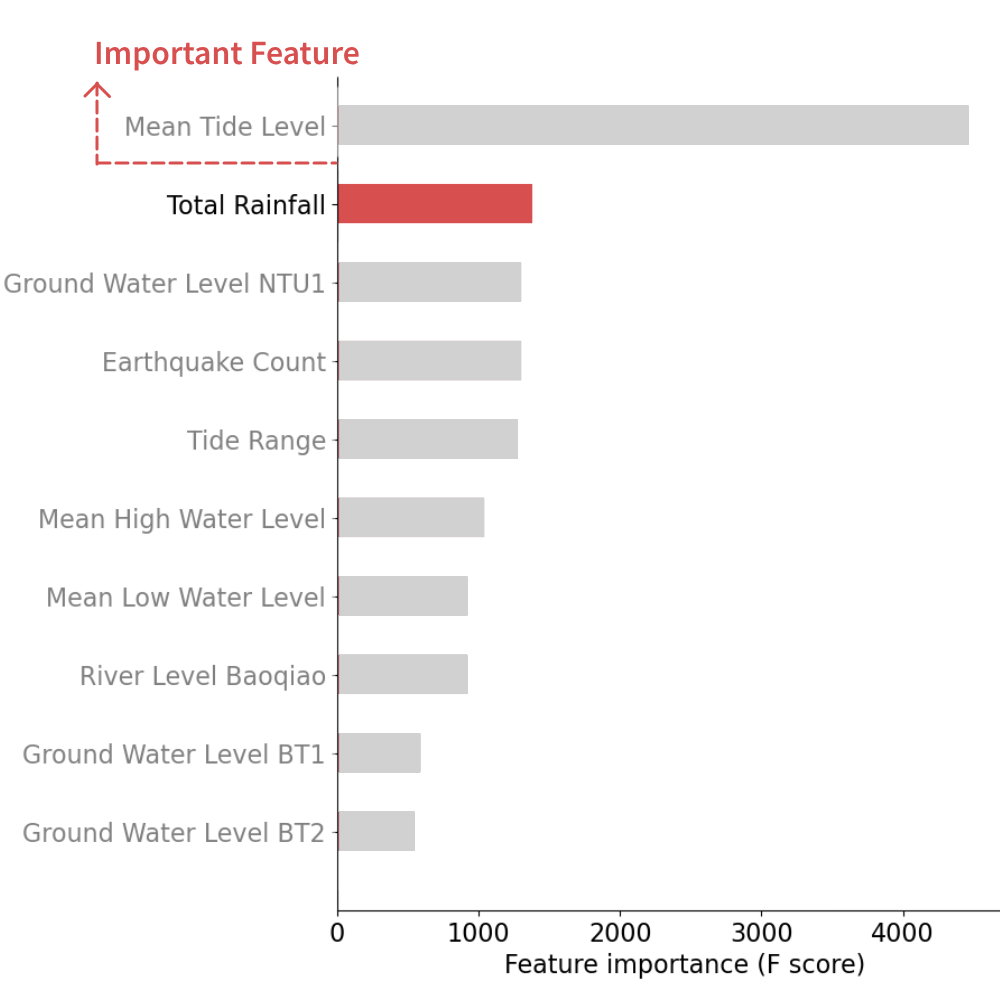 Important Feature
Mean Tide Level
Total Rainfall
Ground Water Level NTU1
Earthquake Count
Tide Range
Mean High Water Level
Mean Low Water Level
River Level Baoqiao
Ground Water Level BT1
Ground Water Level BT2
0 1000 2000 3000 4000
Feature importance (F score)